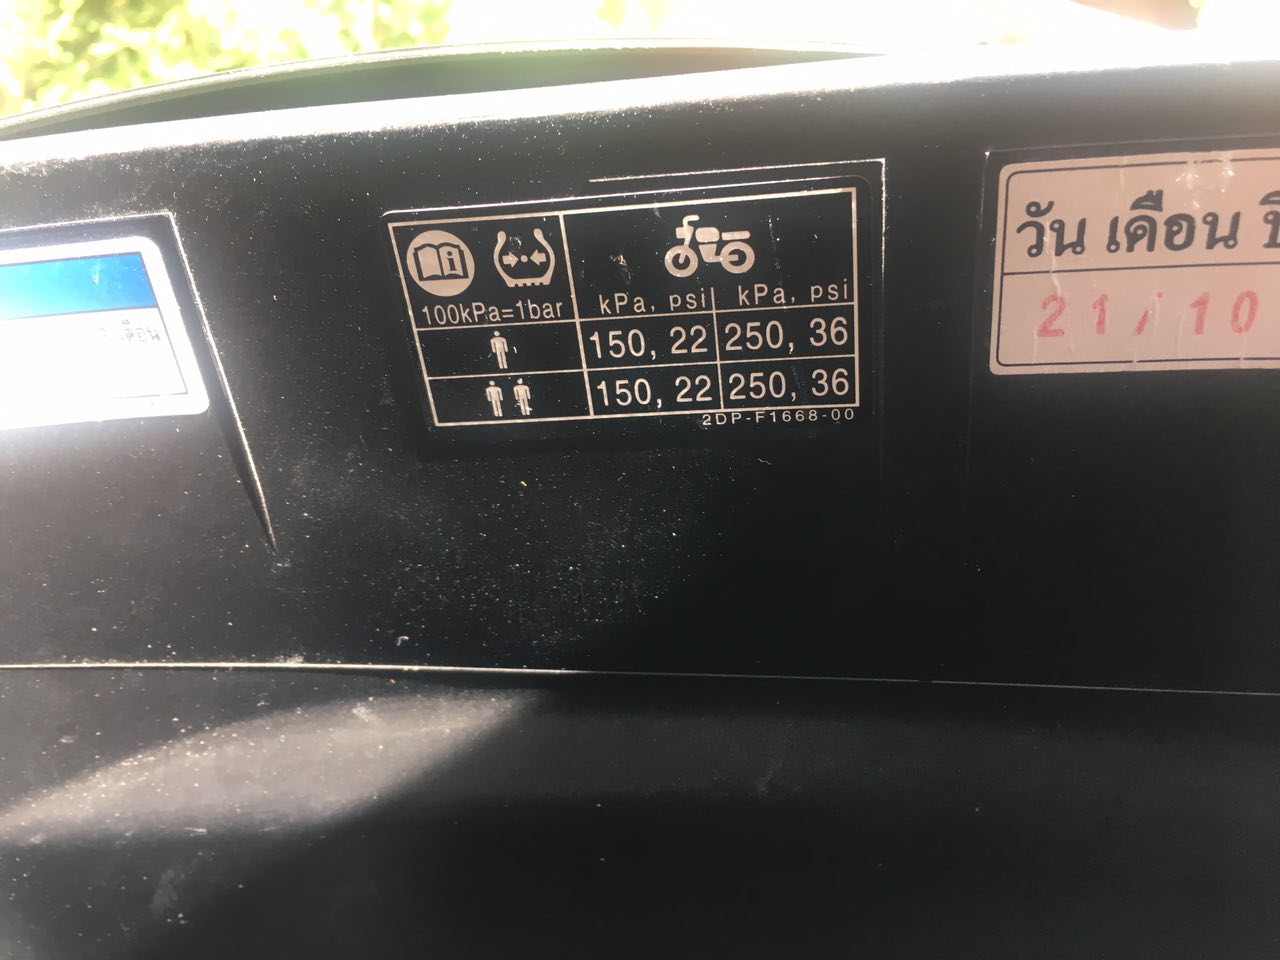 เดือน
100kPa=1bar
kPa, psi kPa, psi
150, 22 250, 36
150, 22 250, 36
2DP-F1668-00
วัน เดือน
21/10